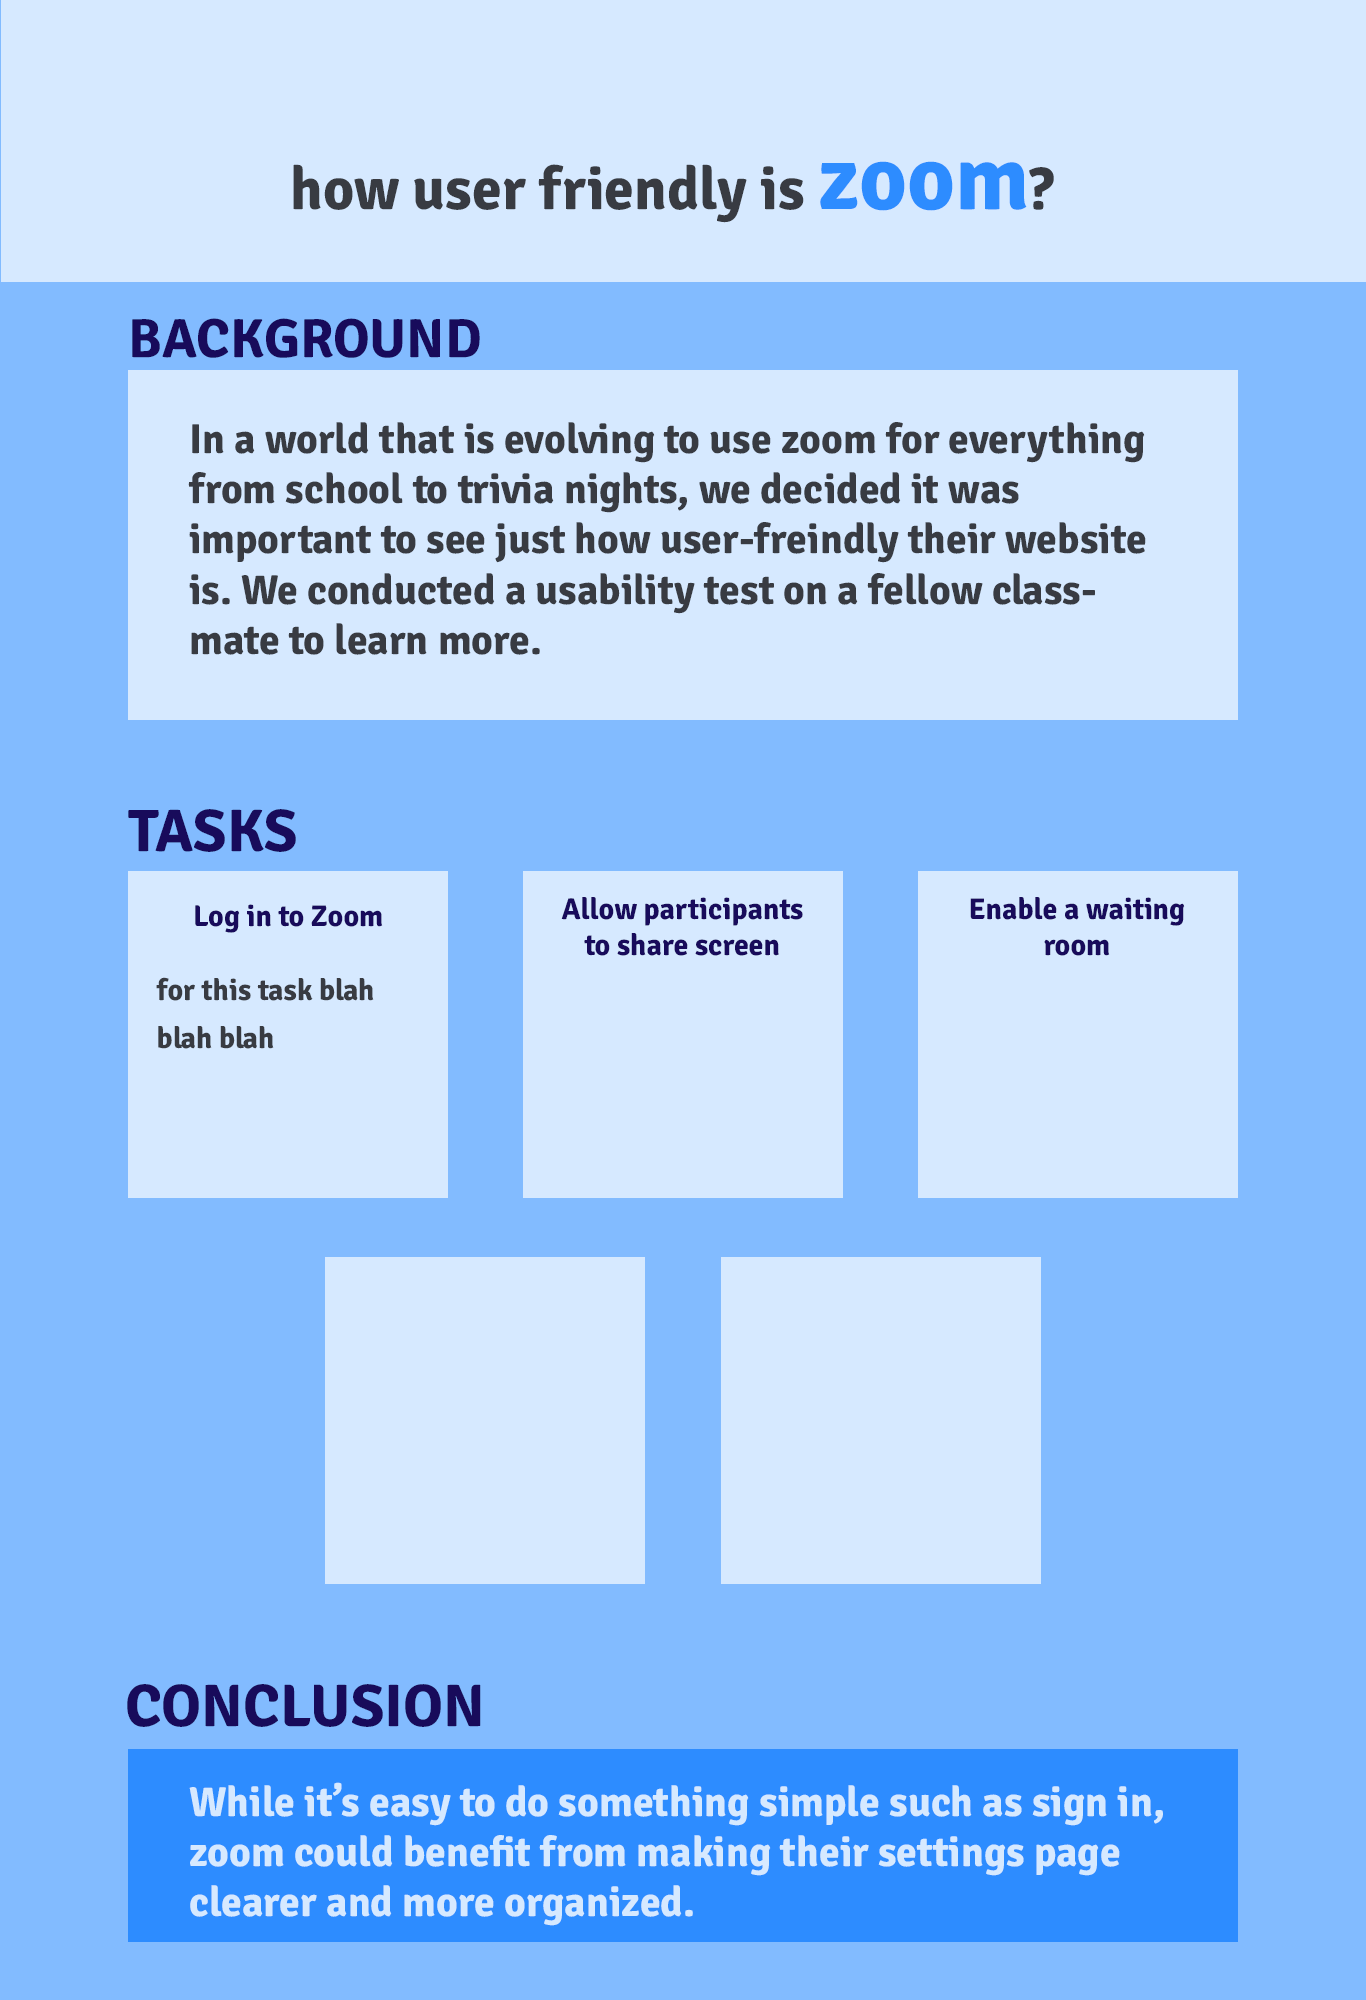 how user friendly is zoom?
BACKGROUND
In a world that is evolving to use zoom for everything
from school to trivia nights, we decided it was
important to see just how user-freindly their website
is. We conducted a usability test on a fellow class-
mate to learn more.
TASKS
Log in to Zoom
for this task blah
blah blah
Allow participants
to share screen
Enable a waiting
room
CONCLUSION
While it’s easy to do something simple such as sign in,
zoom could benefit from making their settings page
clearer and more organized.